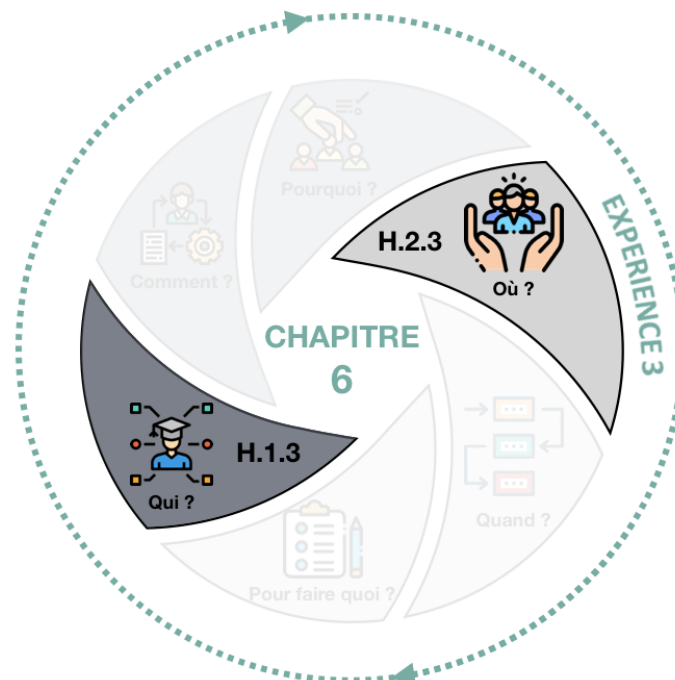 Pourquoi ?
H.2.3
Où ?
EXPERIENCE 3
Comment ?
CHAPITRE
6
H.1.3
Qui ?
Quand ?
Pour faire quoi ?